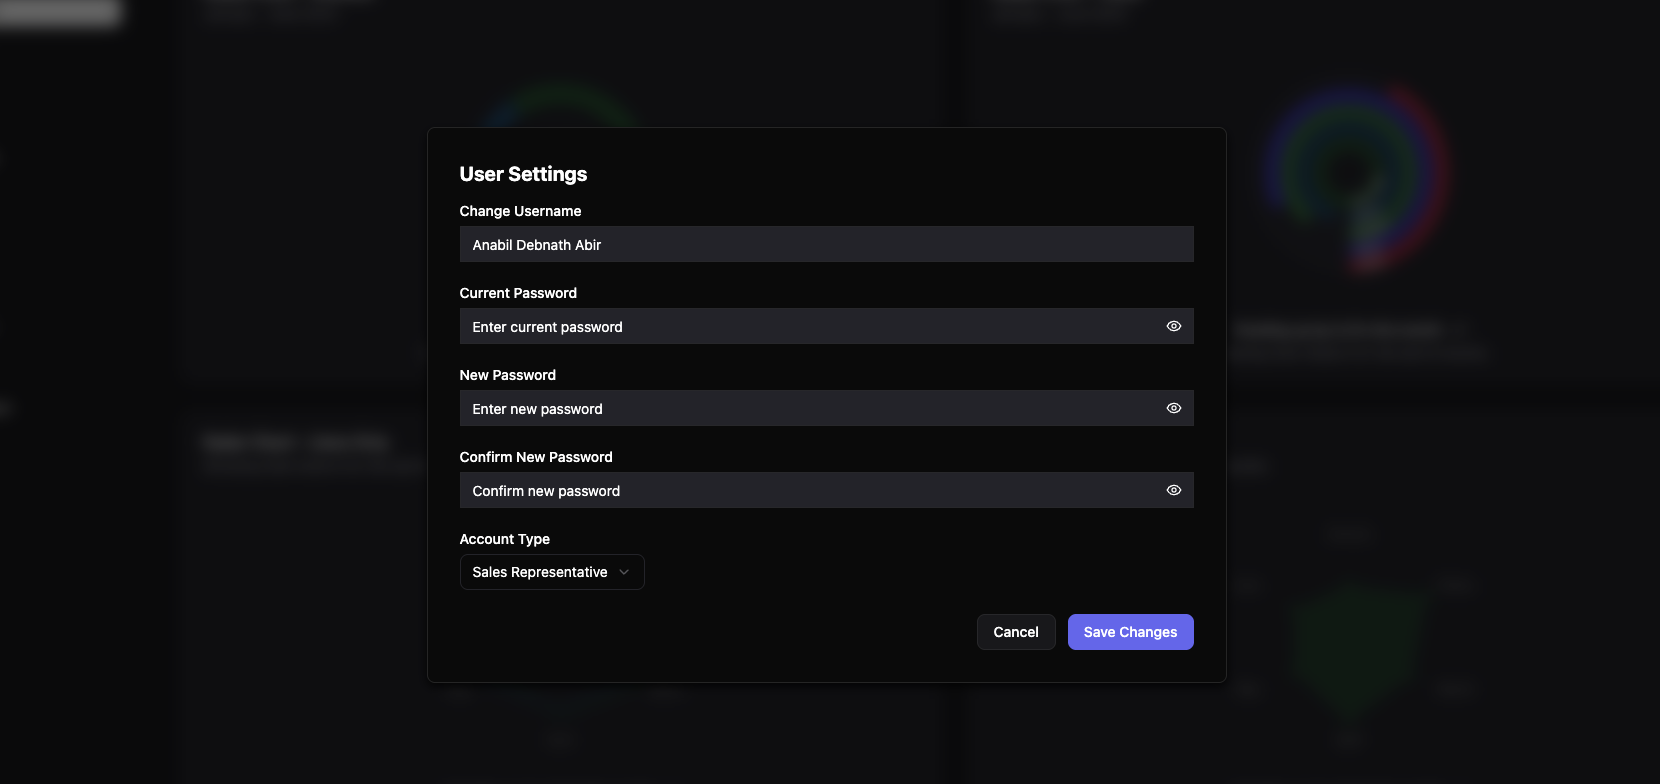 User Settings
Change Username
Anabil Debnath Abir
Current Password
Enter current password
New Password
Enter new password
Confirm New Password
Confirm new password
Account Type
Sales Representative
Cancel
Save Changes